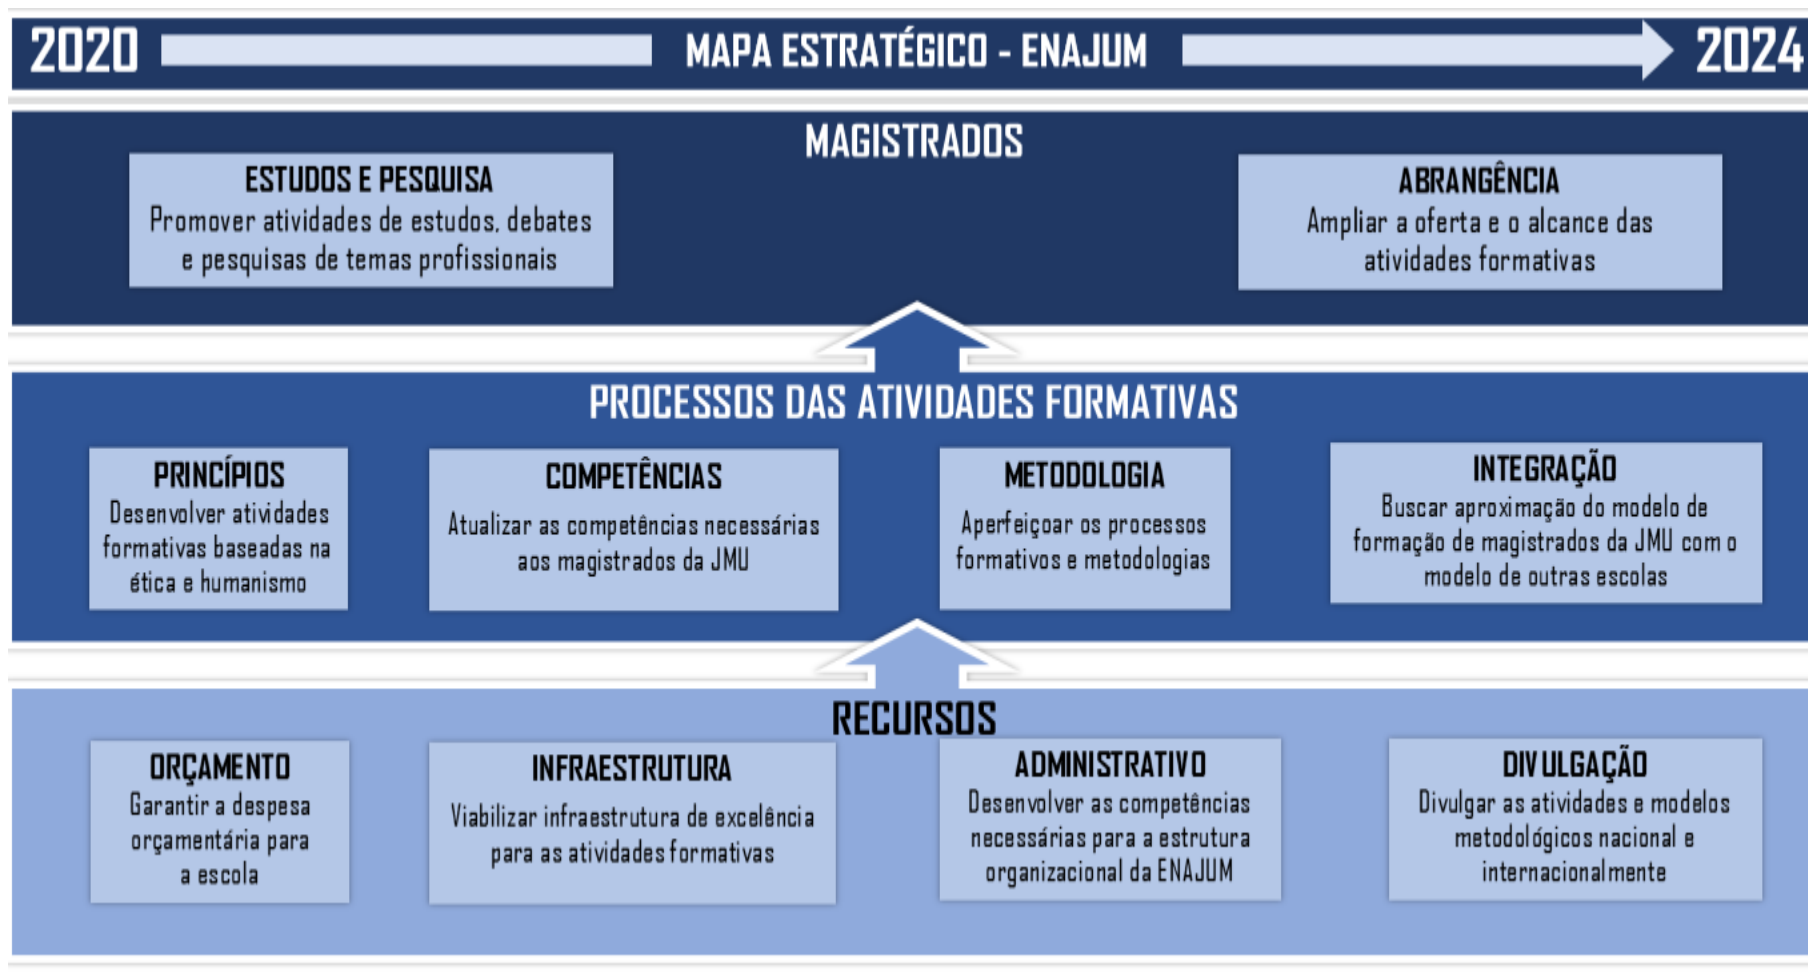 2020 MAPA ESTRATÉGICO - ENAJUM 2024
MAGISTRADOS
ESTUDOS E PESQUISA
Promover atividades de estudos, debates
e pesquisas de temas profissionais
ABRANGÊNCIA
Ampliar a oferta e o alcance das
atividades formativas
PROCESSOS DAS ATIVIDADES FORMATIVAS
PRINCÍPIOS
Desenvolver atividades
formativas baseadas na
ética e humanismo
COMPETÊNCIAS
Atualizar as competências necessárias
aos magistrados da JMU
METODOLOGIA
Aperfeiçoar os processos
formativos e metodologias
INTEGRAÇÃO
Buscar aproximação do modelo de
formação de magistrados da JMU com o
modelo de outras escolas
RECURSOS
ORÇAMENTO
Garantir a despesa
orçamentária para
a escola
INFRAESTRUTURA
Viabilizar infraestrutura de excelência
para as atividades formativas
ADMINISTRATIVO
Desenvolver as competências
necessárias para a estrutura
organizacional da ENAJUM
DIVULGAÇÃO
Divulgar as atividades e modelos
metodológicos nacional e
internacionalmente